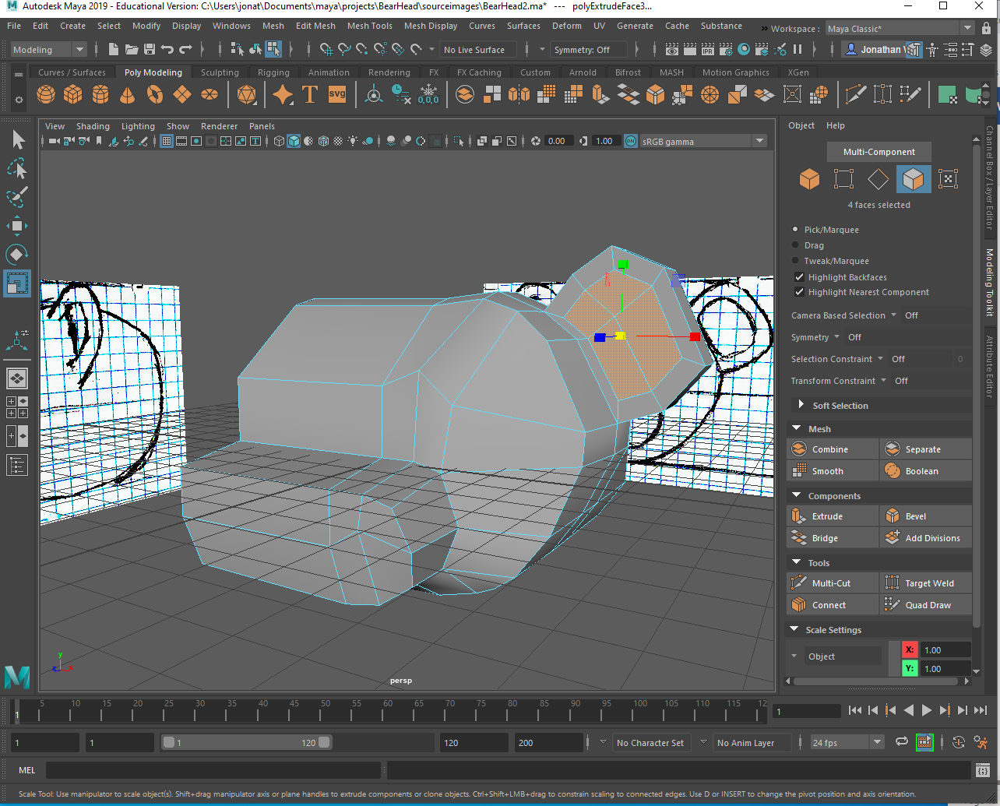 Autodesk Maya 2019 - Educational Version: C:\Users\jonat\Documents\maya\projects\BearHead\sourceimages\BearHead2.ma*   ---   polyExtrudeFace3...
File Edit Create Select Modify Display Windows Mesh Edit Mesh Mesh Tools Mesh Display Curves Surfaces Deform UV Generate Cache Substance » Workspace : Maya Classic*
Modeling No Live Surface Symmetry: Off IPR Jonathan
Curves / Surfaces Poly Modeling Sculpting Rigging Animation Rendering FX FX Caching Custom Arnold Bifrost MASH Motion Graphics XGen
T svg 0,0,0
View Shading Lighting Show Renderer Panels
0.00 1.00 ON sRGB gamma
Object Help
Multi-Component
4 faces selected
Pick/Marquee
Drag
Tweak/Marquee
Highlight Backfaces
Highlight Nearest Component
Camera Based Selection Off
Symmetry Off
Selection Constraint Off 0
Transform Constraint Off
Soft Selection
Mesh
Combine Separate
Smooth Boolean
Components
Extrude Bevel
Bridge Add Divisions
Tools
Multi-Cut Target Weld
Connect Quad Draw
Scale Settings
Object X: 1.00
Y: 1.00
Channel Box / Layer Editor
Modeling Toolkit
Attribute Editor
y
z x
persp
M
1 5 10 15 20 25 30 35 40 45 50 55 60 65 70 75 80 85 90 95 100 105 110 115 12 1
1 1 1 120 120 200 No Character Set No Anim Layer 24 fps
MEL
Scale Tool: Use manipulator to scale object(s). Shift+drag manipulator axis or plane handles to extrude components or clone objects. Ctrl+Shift+LMB+drag to constrain scaling to connected edges. Use D or INSERT to change the pivot position and axis orientation.